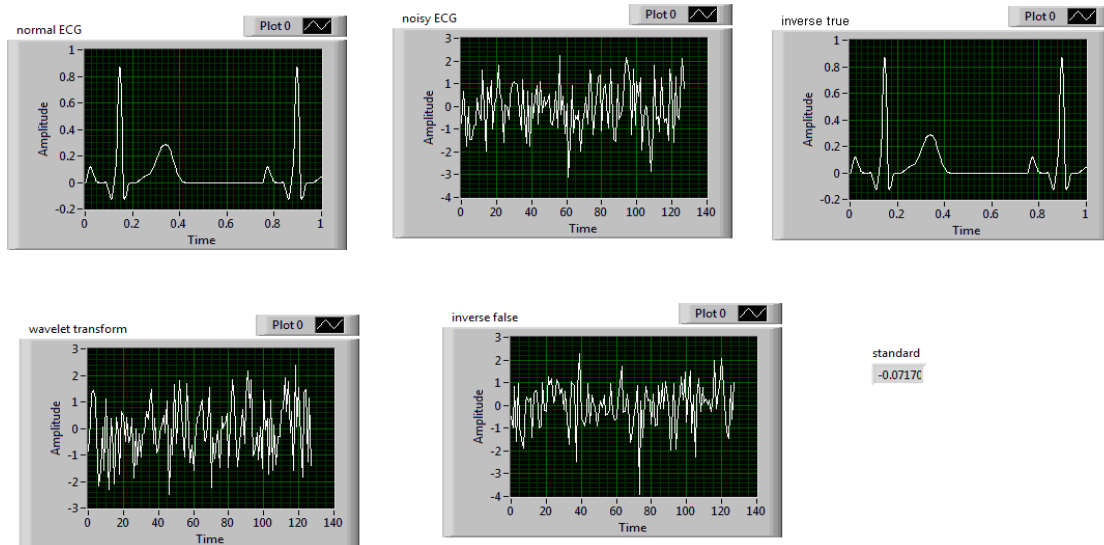 normal ECG
Plot 0
1
0.8
0.6
0.4
0.2
0
-0.2
Amplitude
0 0.2 0.4 0.6 0.8 1
Time
noisy ECG
Plot 0
3
2
1
0
-1
-2
-3
-4
Amplitude
0 20 40 60 80 100 120 140
Time
inverse true
Plot 0
1
0.8
0.6
0.4
0.2
0
-0.2
Amplitude
0 0.2 0.4 0.6 0.8 1
Time
wavelet transform
Plot 0
3
2
1
0
-1
-2
-3
Amplitude
0 20 40 60 80 100 120 140
Time
inverse false
Plot 0
3
2
1
0
-1
-2
-3
-4
Amplitude
0 20 40 60 80 100 120 140
Time
standard